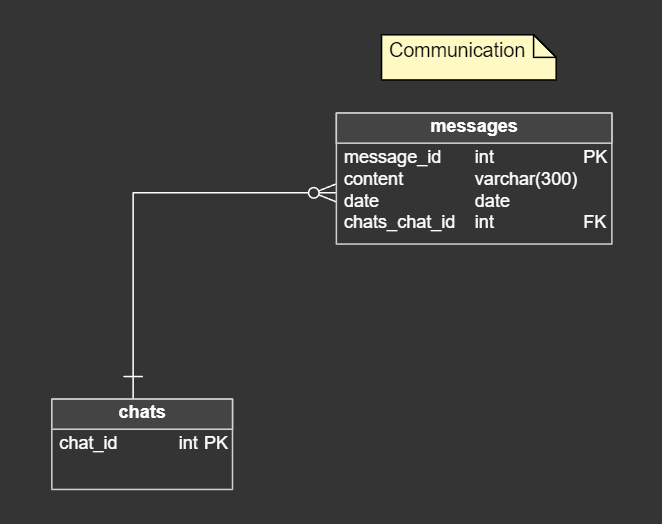 Communication
messages
message_id int PK
content varchar(300)
date date
chats_chat_id int FK
chats
chat_id int PK